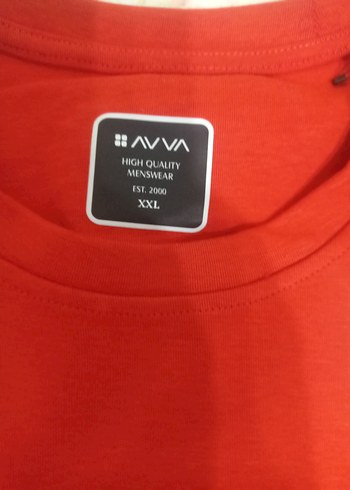 AVVA
HIGH QUALITY
MENSWEAR
EST. 2000
XXL